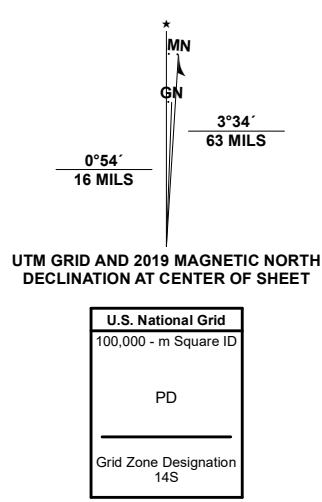 ★
MN
GN
3°34´
63 MILS
0°54´
16 MILS
UTM GRID AND 2019 MAGNETIC NORTH
DECLINATION AT CENTER OF SHEET
U.S. National Grid
100,000 - m Square ID
PD
Grid Zone Designation
14S